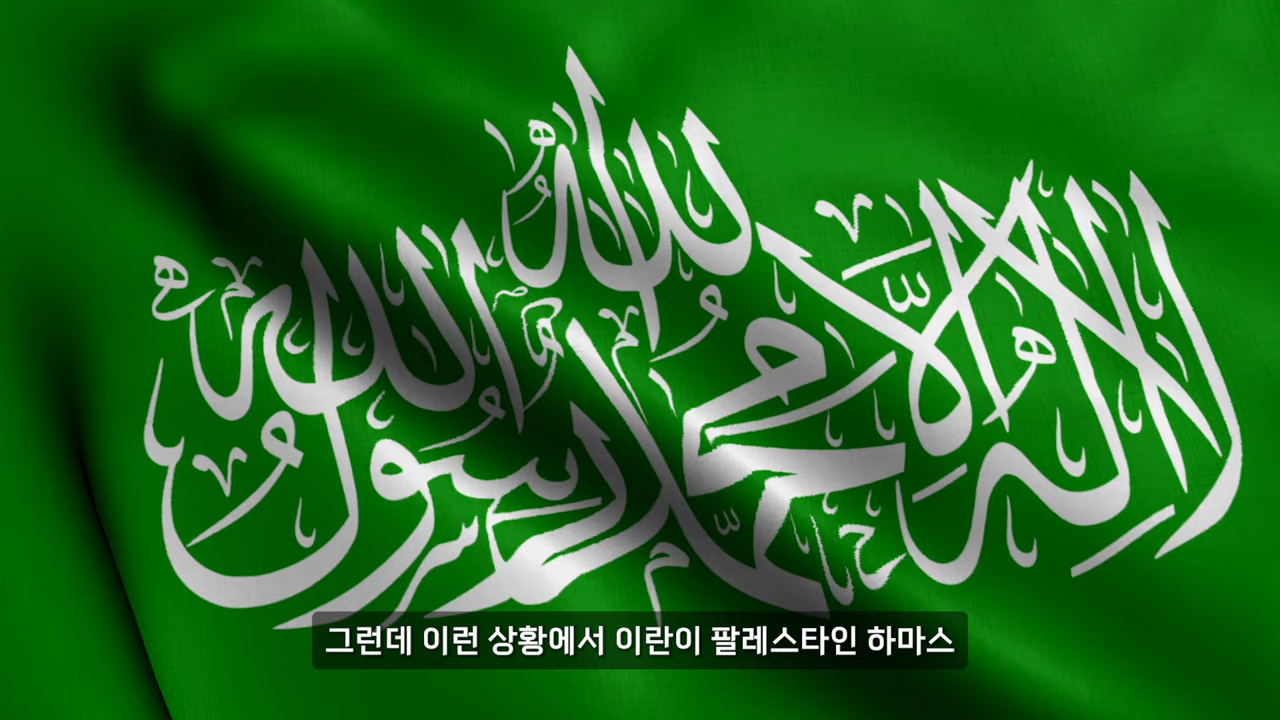 لا إله إلا الله محمد رسول الله
그런데 이런 상황에서 이란이 팔레스타인 하마스